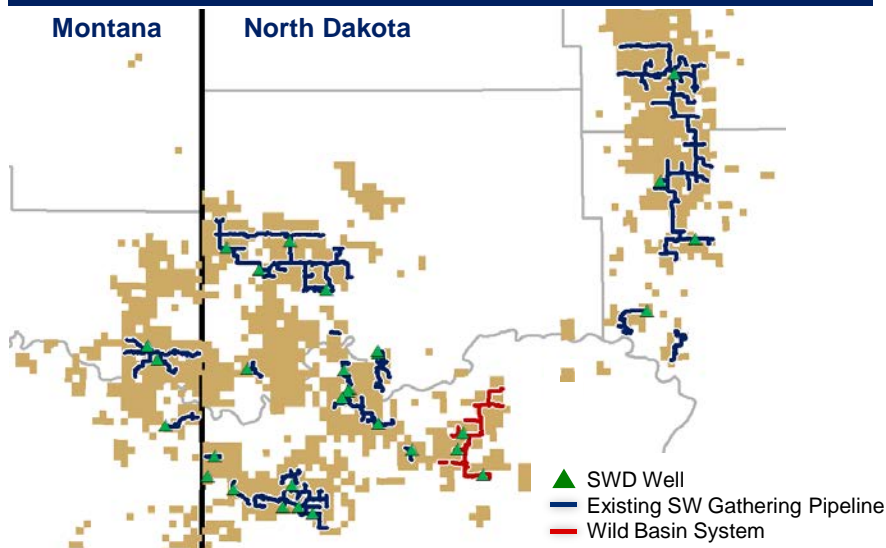 Montana
North Dakota
SWD Well
Existing SW Gathering Pipeline
Wild Basin System